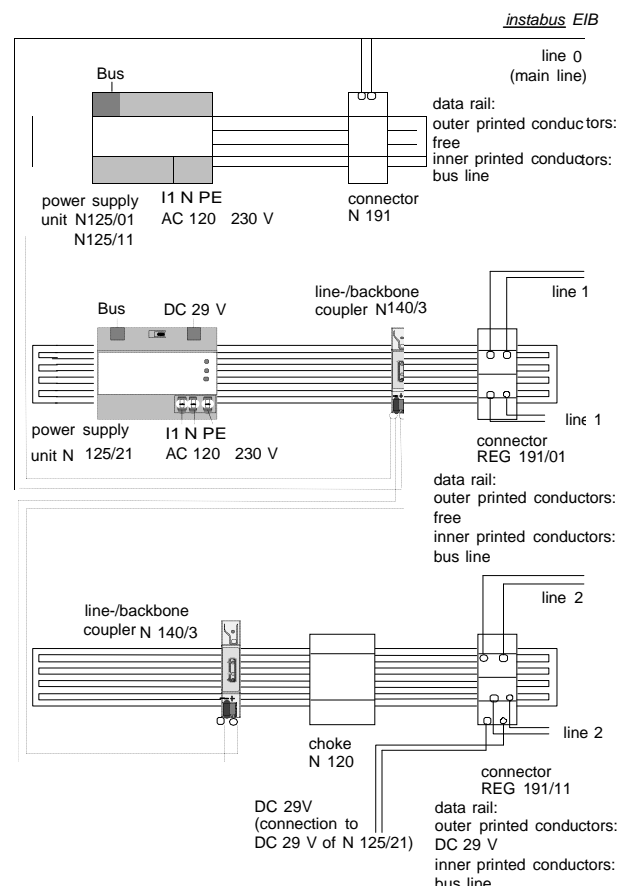 instabus EIB
line 0
(main line)
Bus
data rail:
outer printed conductors:
free
inner printed conductors:
bus line
power supply
unit N125/01
N125/11
I1 N PE
AC 120 230 V
connector
N 191
line-/backbone
coupler N140/3
line 1
Bus DC 29 V
line 1
power supply
unit N 125/21
I1 N PE
AC 120 230 V
connector
REG 191/01
data rail:
outer printed conductors:
free
inner printed conductors:
bus line
line 2
line-/backbone
coupler N 140/3
line 2
choke
N 120
connector
REG 191/11
DC 29V
(connection to
DC 29 V of N 125/21)
data rail:
outer printed conductors:
DC 29 V
inner printed conductors:
bus line